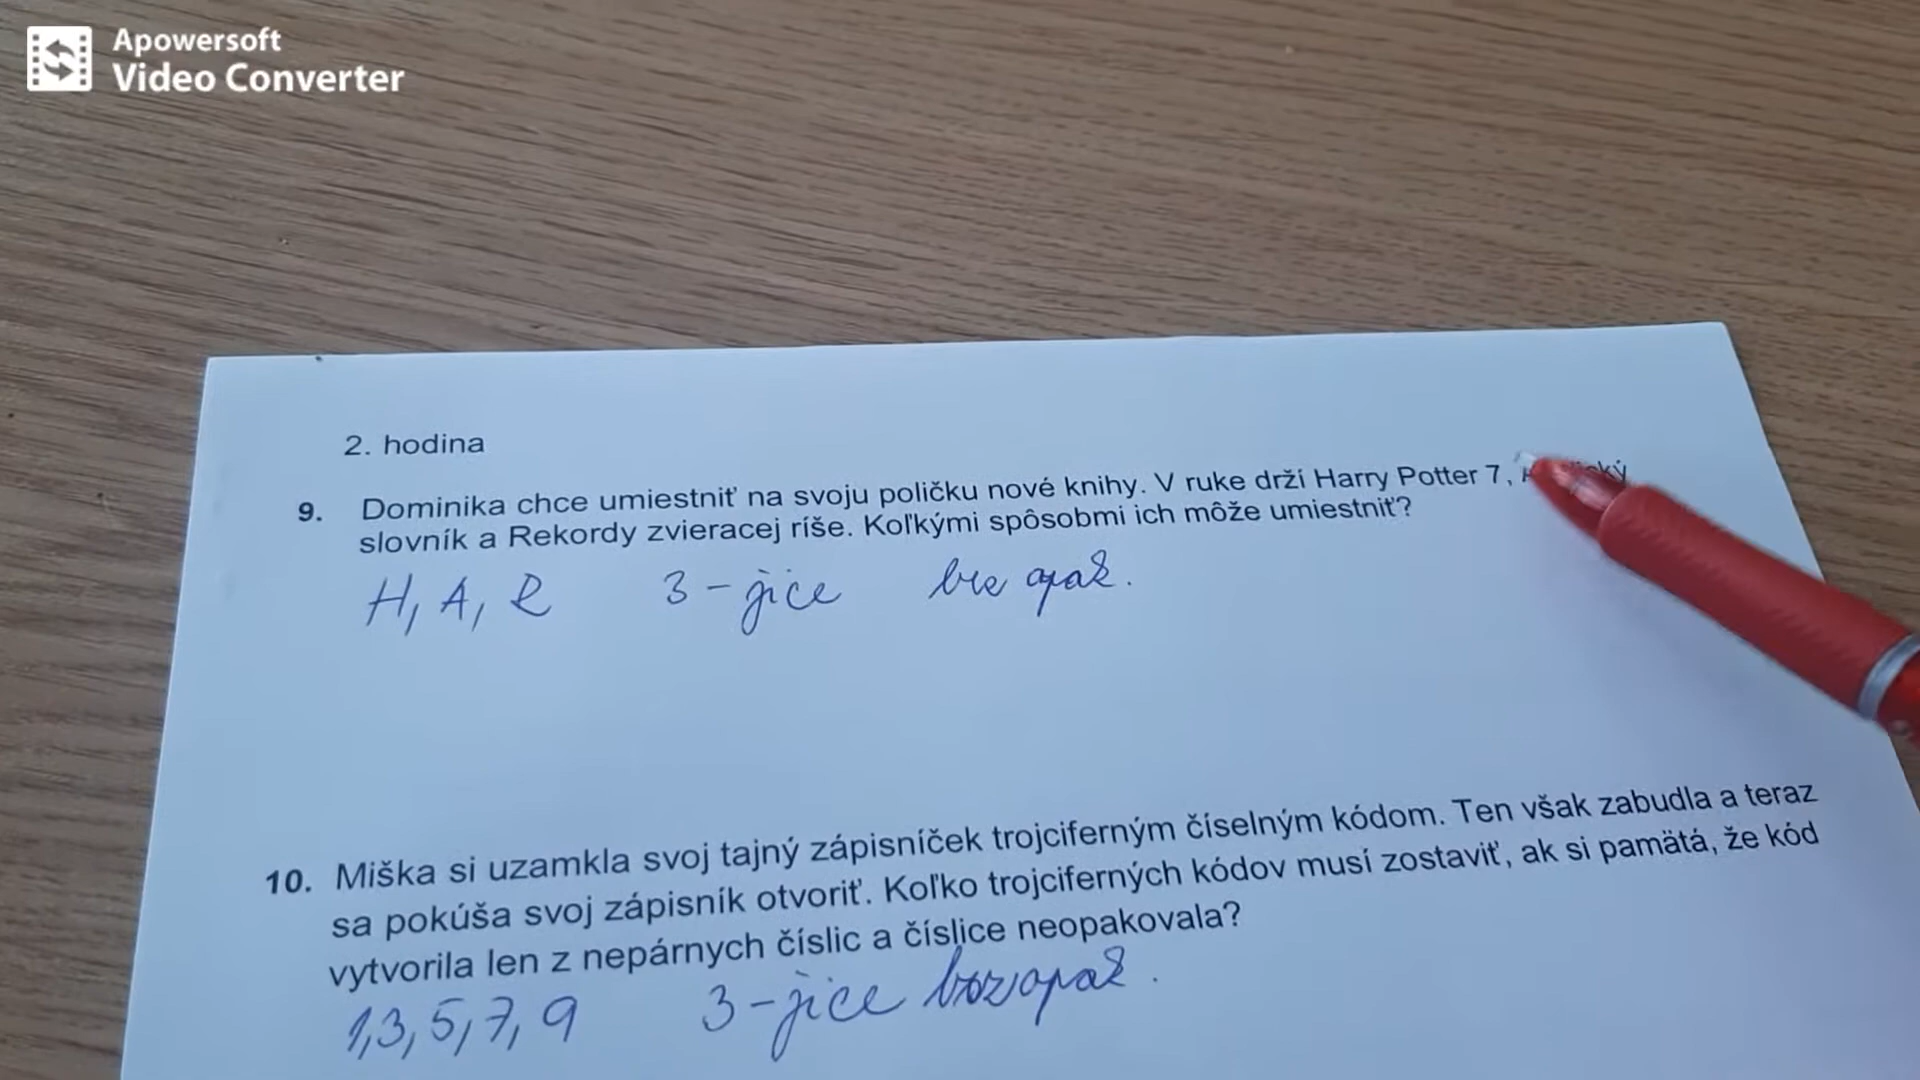 Apowersoft
Video Converter
2. hodina
9. Dominika chce umiestniť na svoju poličku nové knihy. V ruke drží Harry Potter 7,
slovník a Rekordy zvieracej ríše. Koľkými spôsobmi ich môže umiestniť?
H, A, R 3-jice bez opak.
10. Miška si uzamkla svoj tajný zápisníček trojciferným číselným kódom. Ten však zabudla a teraz
sa pokúša svoj zápisník otvoriť. Koľko trojciferných kódov musí zostaviť, ak si pamätá, že kód
vytvorila len z nepárnych číslic a číslice neopakovala?
1,3,5,7,9 3-jice bez opak.